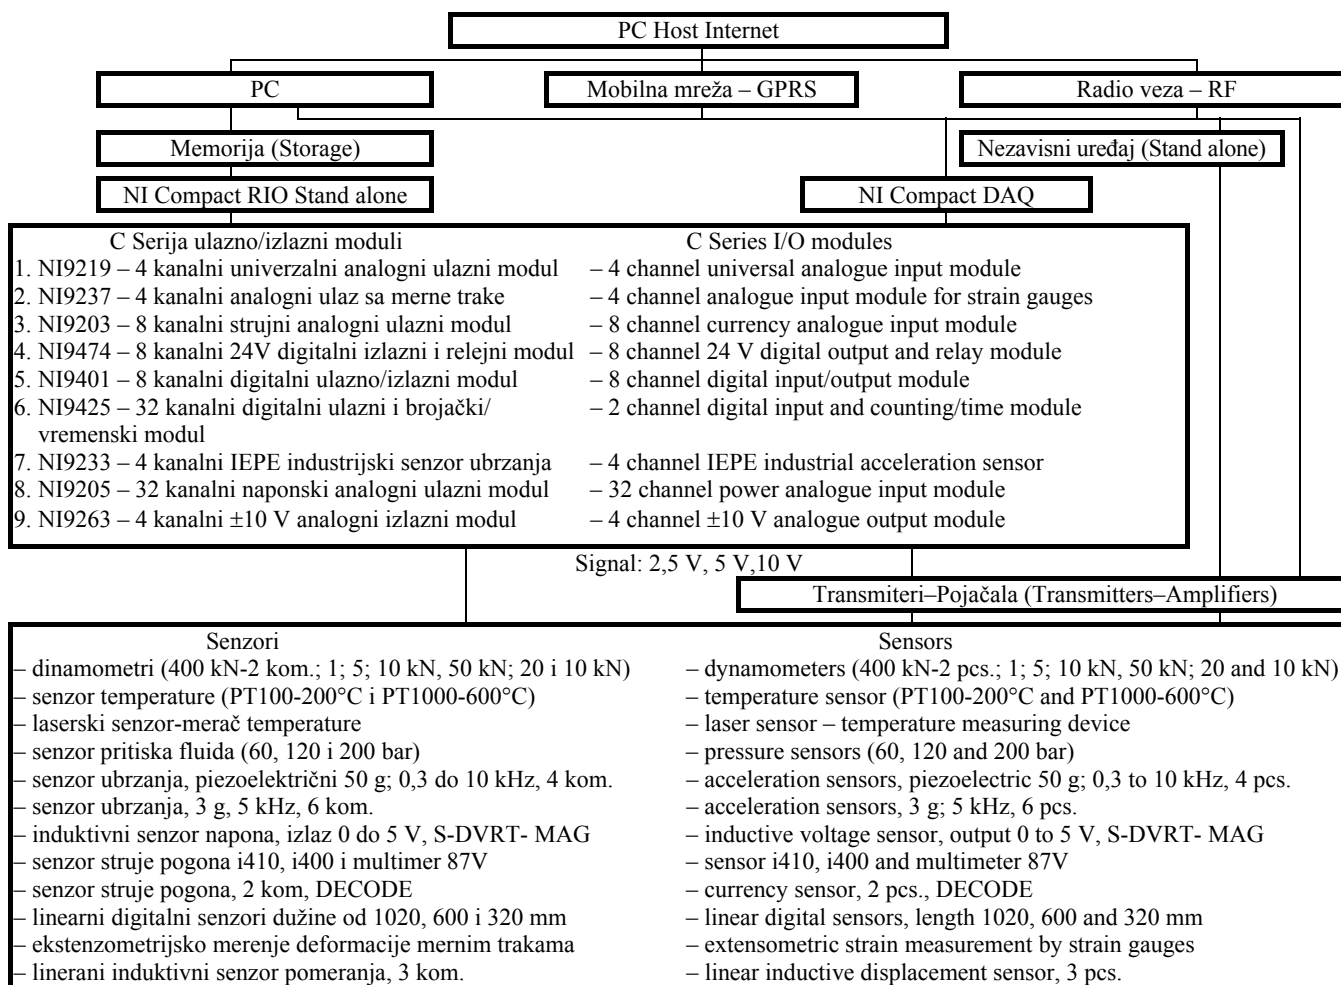 PC Host Internet
PC
Mobilna mreža – GPRS
Radio veza – RF
Memorija (Storage)
Nezavisni uređaj (Stand alone)
NI Compact RIO Stand alone
NI Compact DAQ
C Serija ulazno/izlazni moduli
1. NI9219 – 4 kanalni univerzalni analogni ulazni modul
2. NI9237 – 4 kanalni analogni ulaz sa merne trake
3. NI9203 – 8 kanalni strujni analogni ulazni modul
4. NI9474 – 8 kanalni 24V digitalni izlazni i relejni modul
5. NI9401 – 8 kanalni digitalni ulazno/izlazni modul
6. NI9425 – 32 kanalni digitalni ulazni i brojački/
vremenski modul
7. NI9233 – 4 kanalni IEPE industrijski senzor ubrzanja
8. NI9205 – 32 kanalni naponski analogni ulazni modul
9. NI9263 – 4 kanalni ±10 V analogni izlazni modul
C Series I/O modules
– 4 channel universal analogue input module
– 4 channel analogue input module for strain gauges
– 8 channel currency analogue input module
– 8 channel 24 V digital output and relay module
– 8 channel digital input/output module
– 2 channel digital input and counting/time module
– 4 channel IEPE industrial acceleration sensor
– 32 channel power analogue input module
– 4 channel ±10 V analogue output module
Signal: 2,5 V, 5 V,10 V
Transmiteri–Pojačala (Transmitters–Amplifiers)
Senzori
– dinamometri (400 kN-2 kom.; 1; 5; 10 kN, 50 kN; 20 i 10 kN)
– senzor temperature (PT100-200°C i PT1000-600°C)
– laserski senzor-merač temperature
– senzor pritiska fluida (60, 120 i 200 bar)
– senzor ubrzanja, piezoelektrični 50 g; 0,3 do 10 kHz, 4 kom.
– senzor ubrzanja, 3 g, 5 kHz, 6 kom.
– induktivni senzor napona, izlaz 0 do 5 V, S-DVRT- MAG
– senzor struje pogona i410, i400 i multimer 87V
– senzor struje pogona, 2 kom, DECODE
– linearni digitalni senzori dužine od 1020, 600 i 320 mm
– ekstenzometrijsko merenje deformacije mernim trakama
– linerani induktivni senzor pomeranja, 3 kom.
Sensors
– dynamometers (400 kN-2 pcs.; 1; 5; 10 kN, 50 kN; 20 and 10 kN)
– temperature sensor (PT100-200°C and PT1000-600°C)
– laser sensor – temperature measuring device
– pressure sensors (60, 120 and 200 bar)
– acceleration sensors, piezoelectric 50 g; 0,3 to 10 kHz, 4 pcs.
– acceleration sensors, 3 g; 5 kHz, 6 pcs.
– inductive voltage sensor, output 0 to 5 V, S-DVRT- MAG
– sensor i410, i400 and multimeter 87V
– currency sensor, 2 pcs., DECODE
– linear digital sensors, length 1020, 600 and 320 mm
– extensometric strain measurement by strain gauges
– linear inductive displacement sensor, 3 pcs.